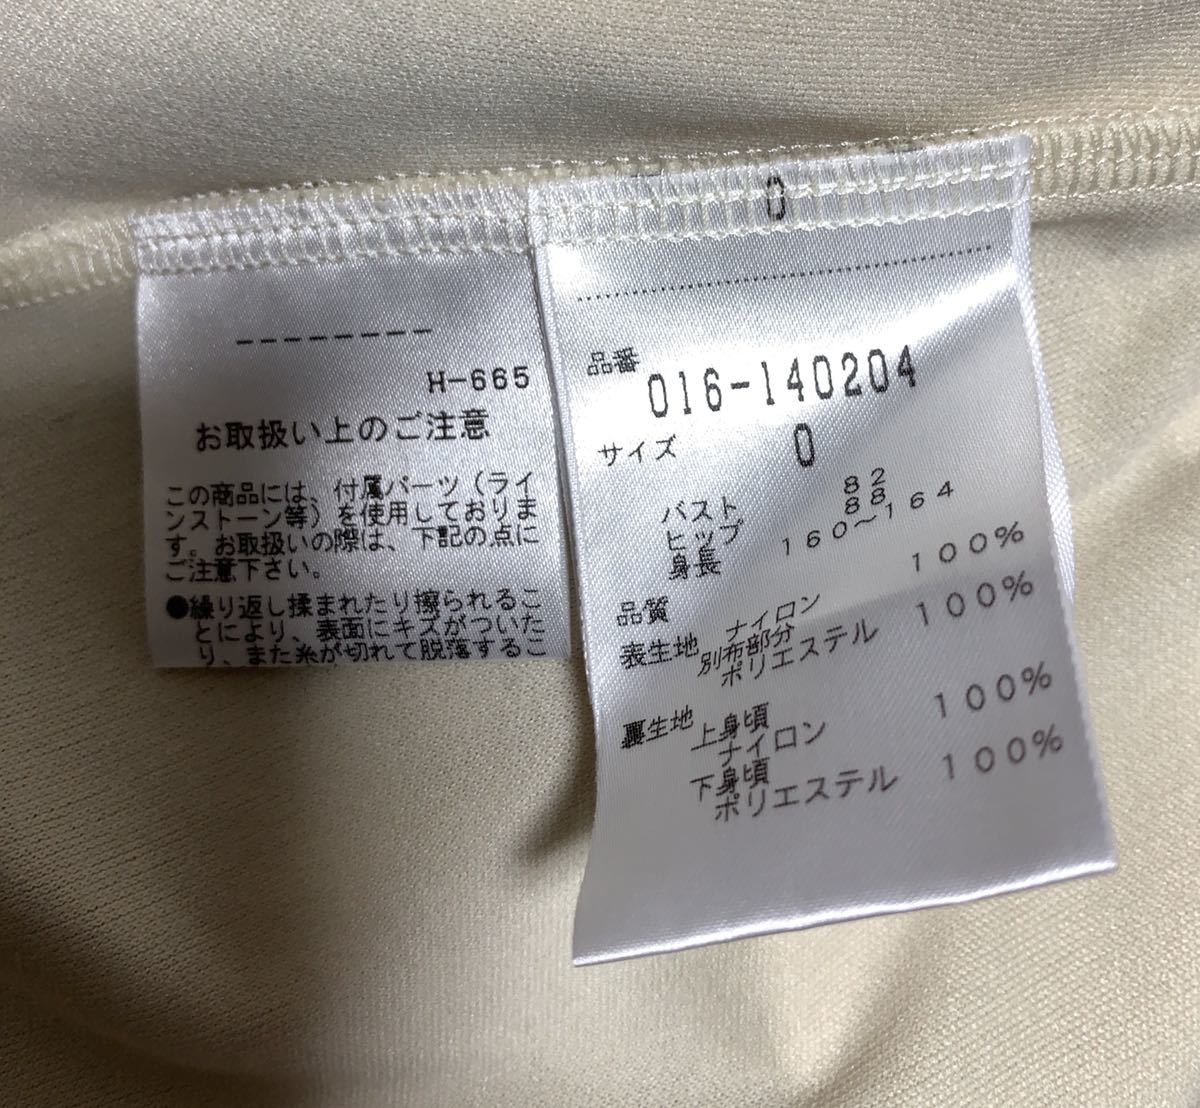 H-665
お取扱い上のご注意
この商品には、付属パーツ（ライ
ンストーン等）を使用しておりま
す。お取扱いの際は、下記の点に
ご注意下さい。
●繰り返し揉まれたり擦られるこ
とにより、表面にキズがついた
り、また糸が切れて脱落するこ
0
品番
016-140204
サイズ 0
バスト 82
ヒップ 88
身長 160～164
品質
表生地 ナイロン 100%
別布部分
ポリエステル 100%
裏生地 上身頃
ナイロン 100%
下身頃
ポリエステル 100%